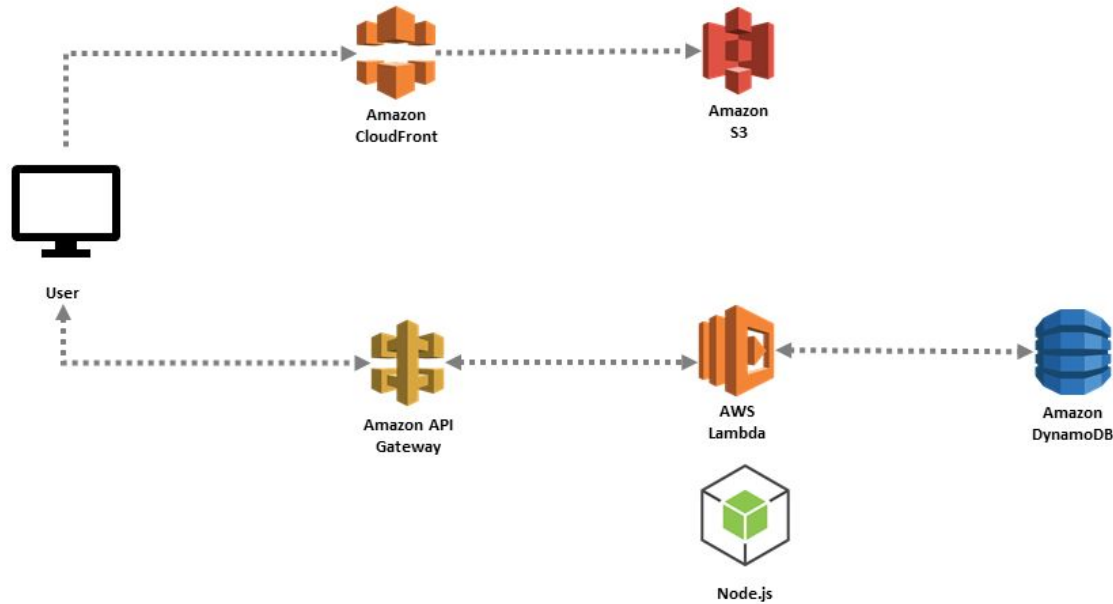 Amazon
CloudFront
Amazon
S3
User
Amazon API
Gateway
AWS
Lambda
Amazon
DynamoDB
Node.js